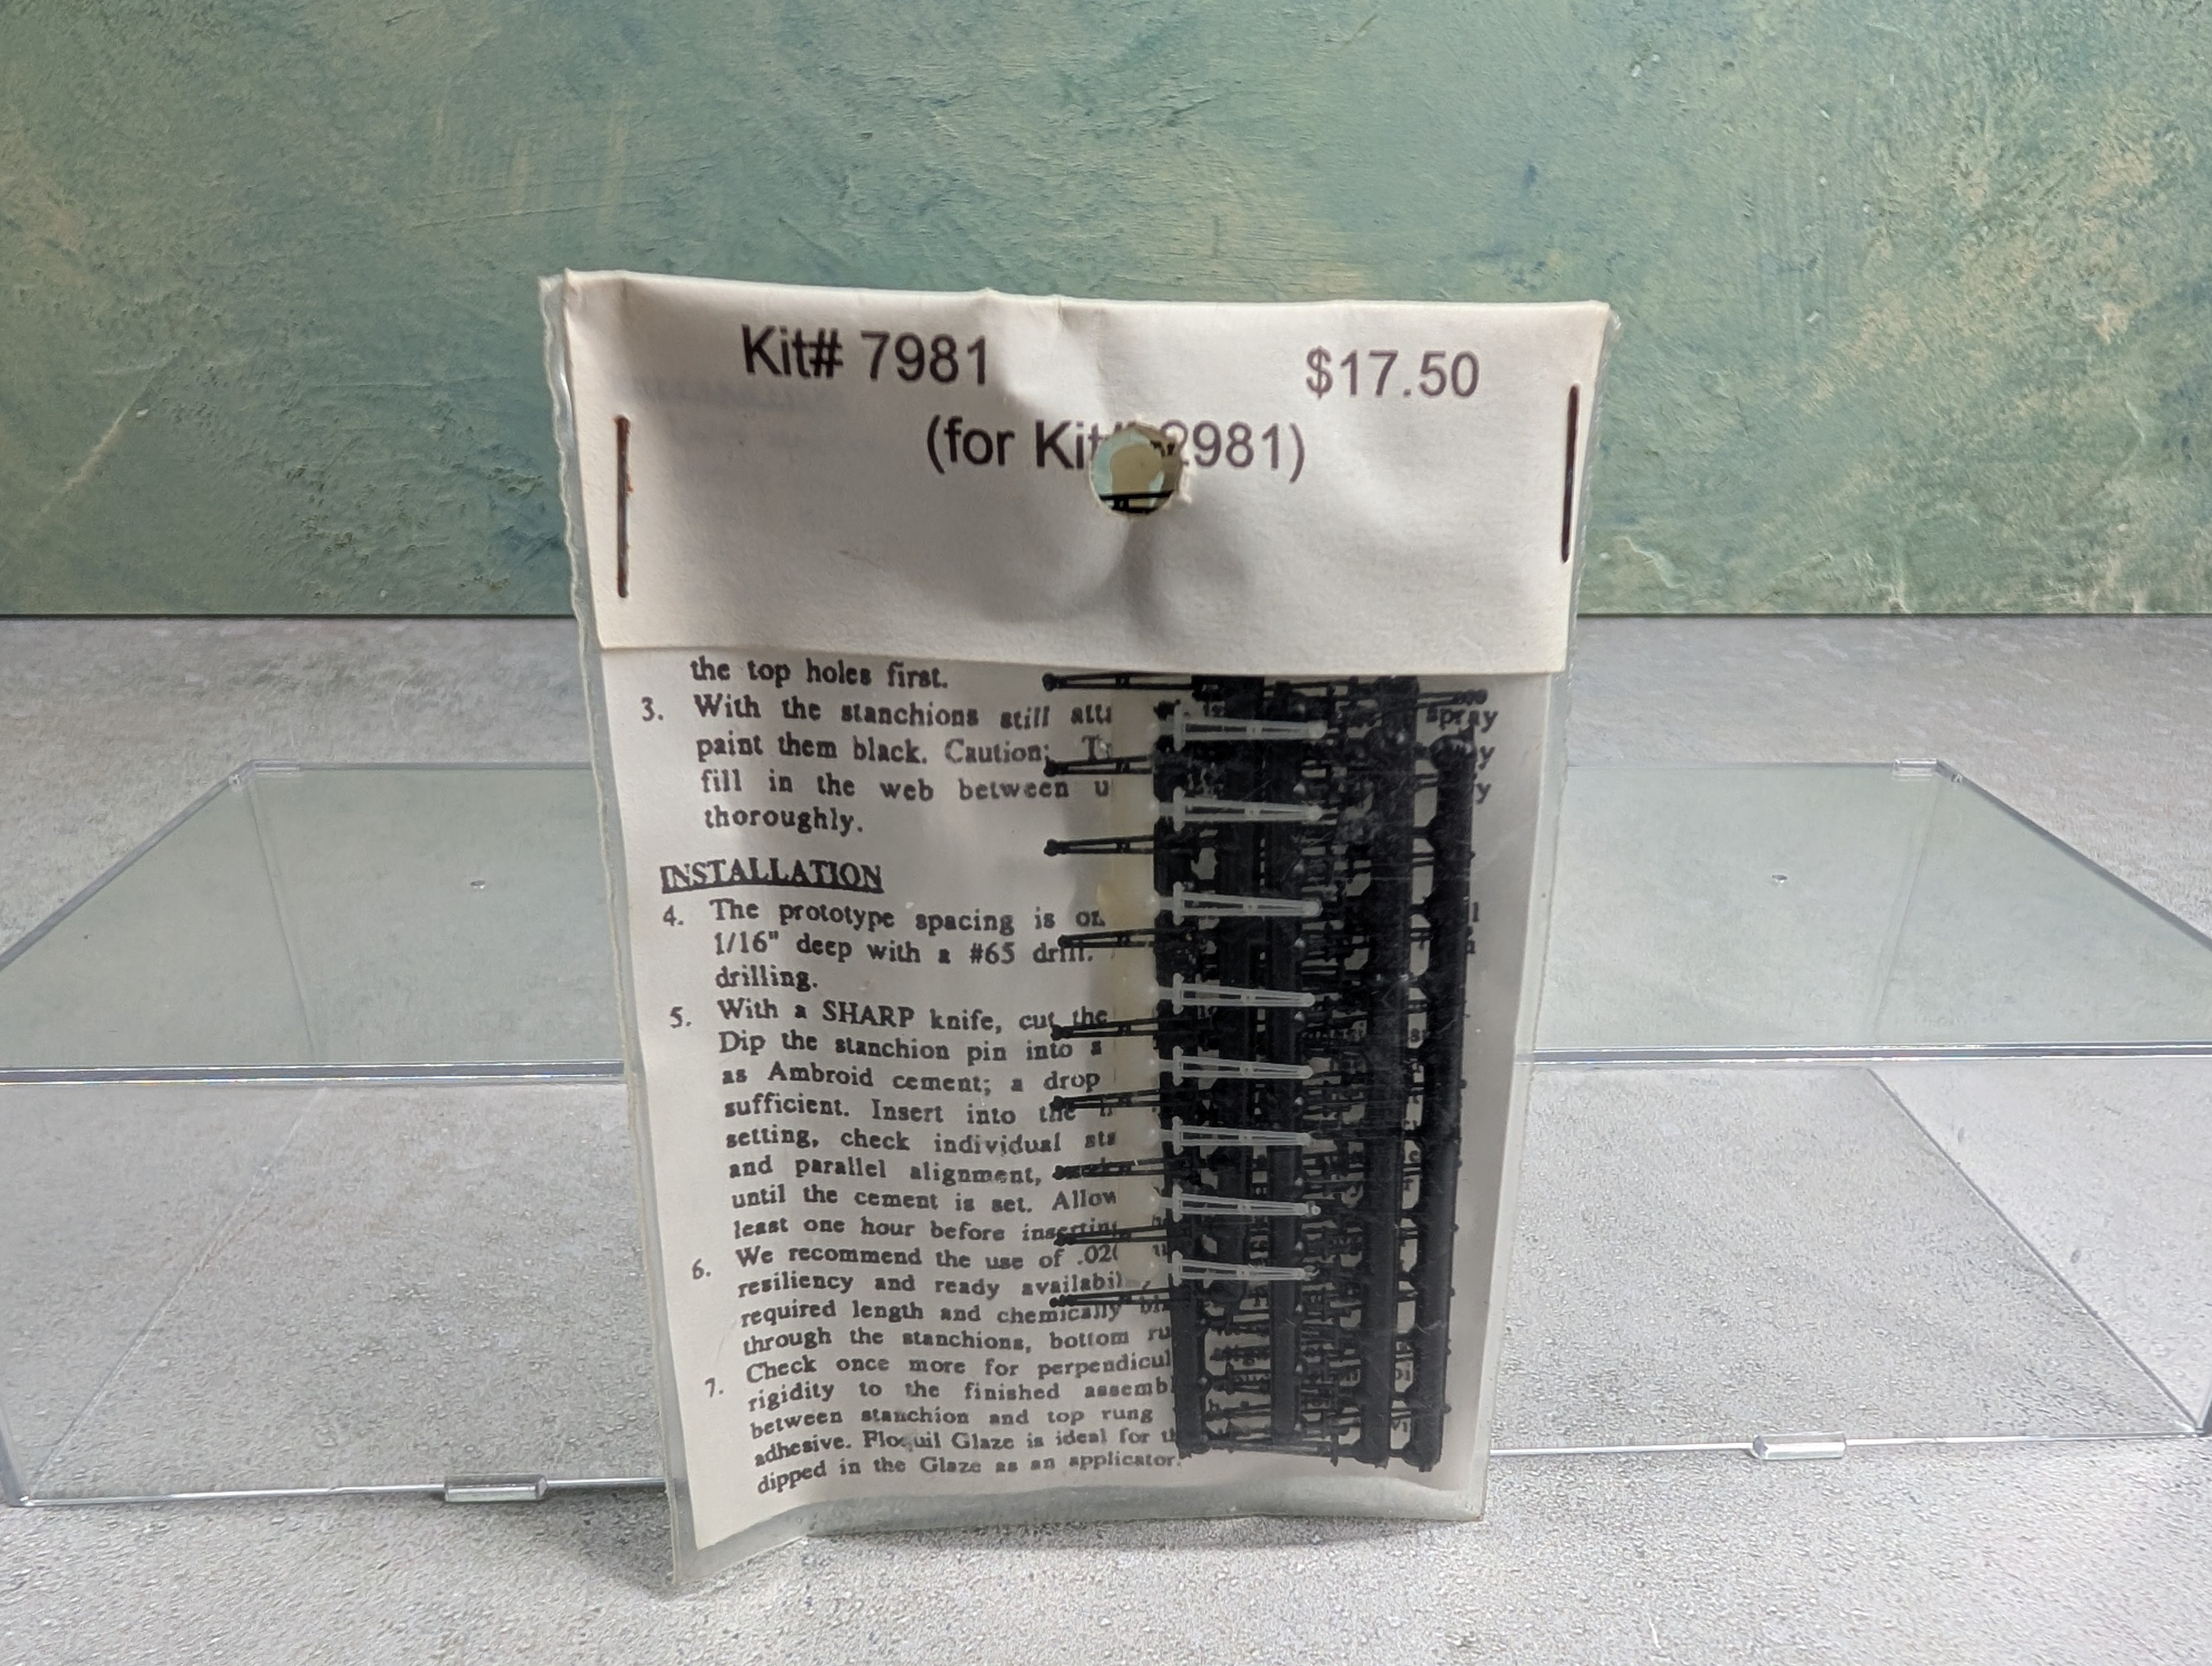 Kit# 7981 $17.50
(for Kit# 2981)
the top holes first.
3. With the stanchions still spray
paint them black. Caution;
fill in the web between
thoroughly.
INSTALLATION
4. The prototype spacing is
1/16" deep with a #65 drill.
drilling.
5. With a SHARP knife, cut the
Dip the stanchion pin into a
as Ambroid cement; a drop
sufficient. Insert into the
setting, check individual
and parallel alignment,
until the cement is set. Allow
least one hour before inserting
6. We recommend the use of
resiliency and ready
required length and chemically
through the stanchions, bottom
7. Check once more for
rigidity to the finished
between stanchion and top rung
adhesive. Floquil Glaze is ideal for
dipped in the Glaze as an applicator.